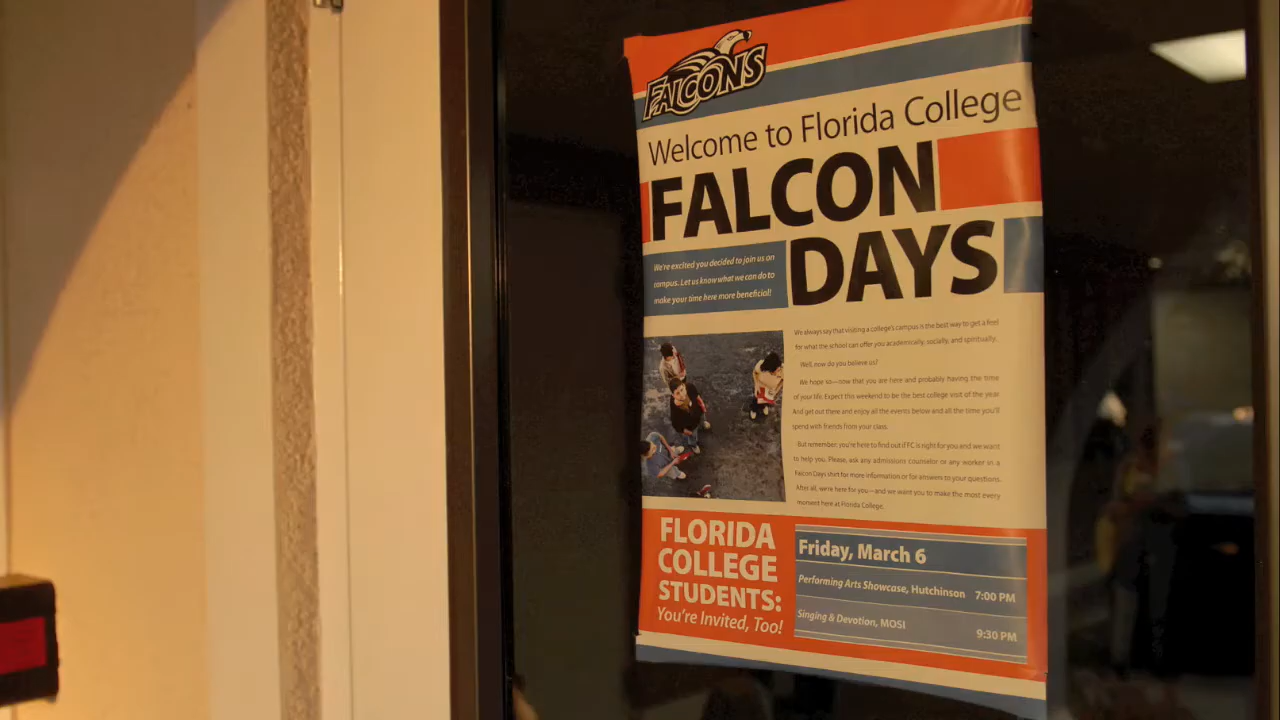 FALCONS
Welcome to Florida College
FALCON
DAYS
We're excited you decided to join us on
campus. Let us know what we can do to
make your time here more beneficial!
We always say that visiting a college's campus is the best way to get a feel
for what the school can offer you academically, socially, and spiritually.
Well, now do you believe us?
We hope so—now that you are here and probably having the time
of your life. Expect this weekend to be the best college visit of the year
And get out there and enjoy all the events below and all the time you'll
spend with friends from your class.
But remember, you're here to find out if FC is right for you and we want
to help you. Please, ask any admissions counselor or any worker in a
Falcon Days shirt for more information or for answers to your questions.
After all, we're here for you—and we want you to make the most every
moment here at Florida College.
FLORIDA
COLLEGE
STUDENTS:
You're Invited, Too!
Friday, March 6
Performing Arts Showcase, Hutchinson 7:00 PM
Singing & Devotion, MOSI 9:30 PM